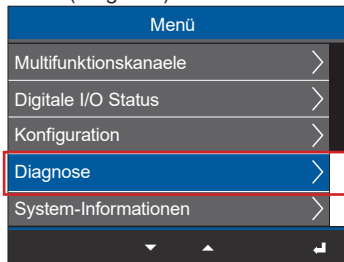 Menü
Multifunktionskanaele
Digitale I/O Status
Konfiguration
Diagnose
System-Informationen